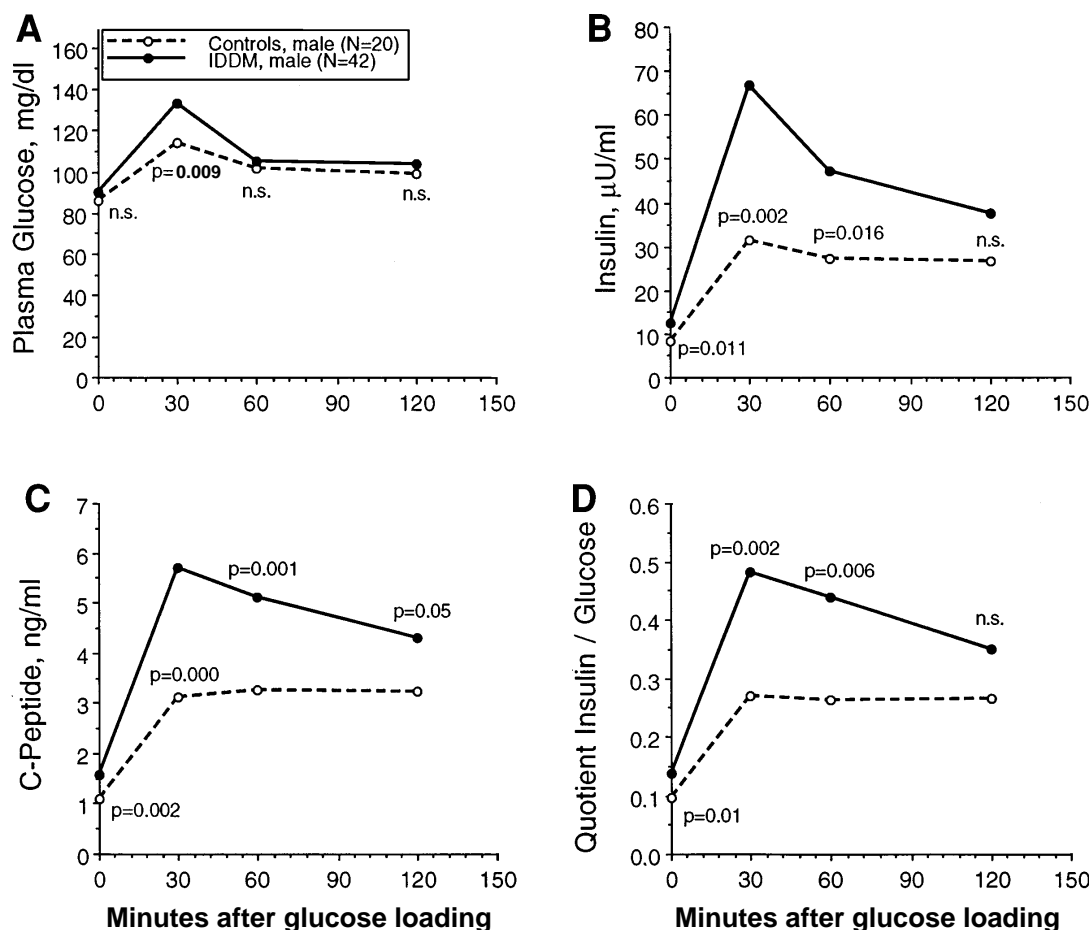 A
Controls, male (N=20)
IDDM, male (N=42)
Plasma Glucose, mg/dl
160
140
120
100
80
60
40
20
0
n.s.
p=0.009
n.s.
n.s.
0 30 60 90 120 150
B
Insulin, µU/ml
80
70
60
50
40
30
20
10
0
p=0.002
p=0.016
n.s.
p=0.011
0 30 60 90 120 150
C
C-Peptide, ng/ml
7
6
5
4
3
2
1
0
p=0.001
p=0.05
p=0.000
p=0.002
0 30 60 90 120 150
Minutes after glucose loading
D
Quotient Insulin / Glucose
0.6
0.5
0.4
0.3
0.2
0.1
0.0
p=0.002
p=0.006
n.s.
p=0.01
0 30 60 90 120 150
Minutes after glucose loading